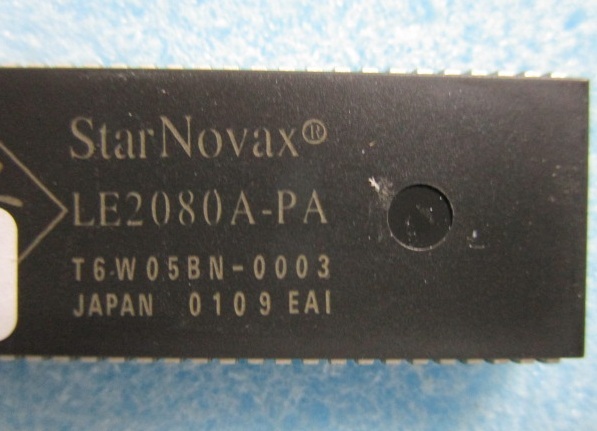 StarNovax®
LE2080A-PA
T6W05BN-0003
JAPAN 0109 EAI